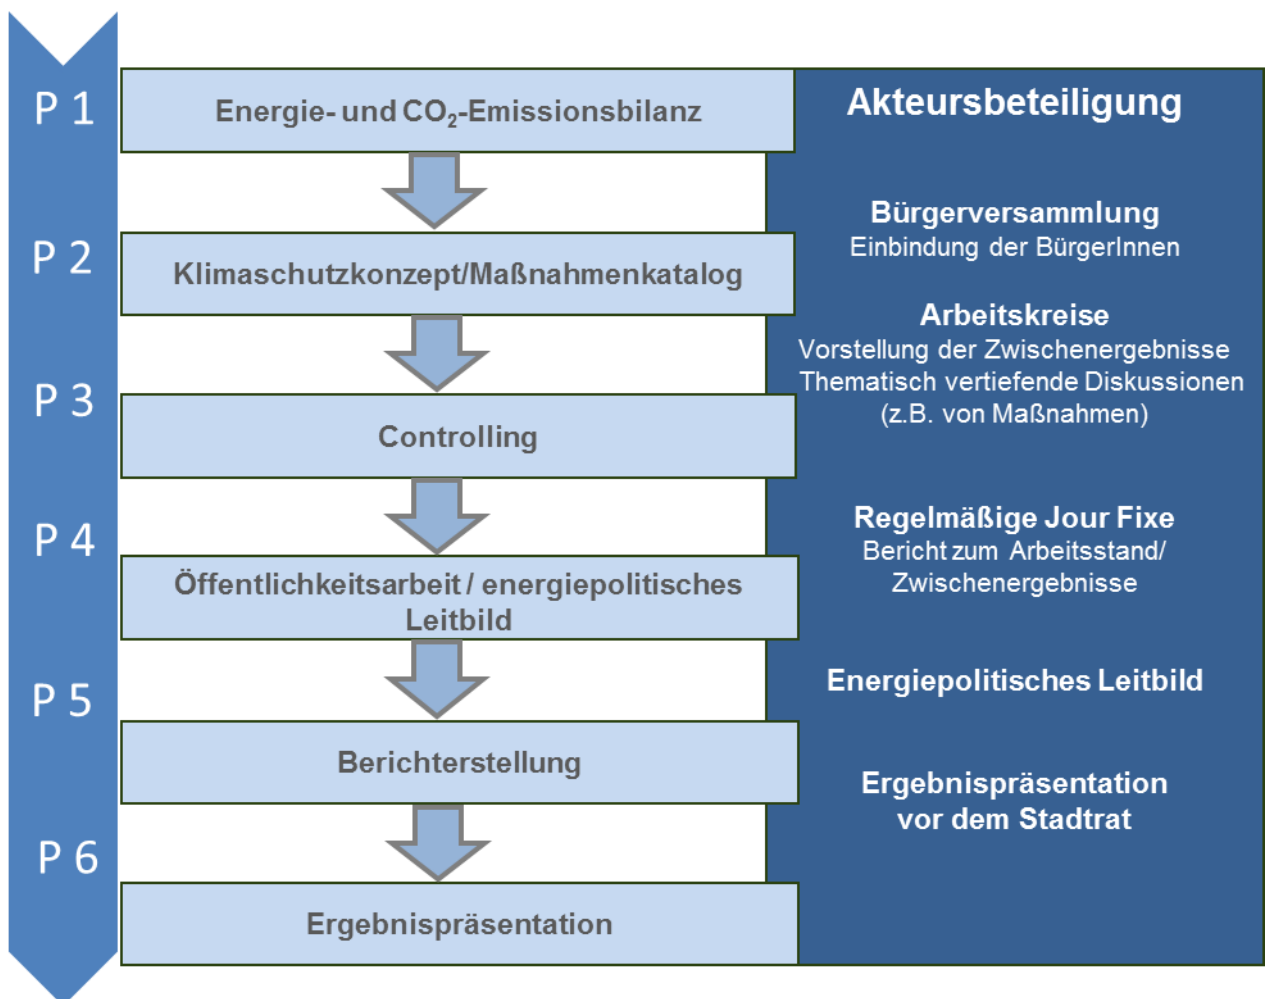 P 1
Energie- und CO₂-Emissionsbilanz
P 2
Klimaschutzkonzept/Maßnahmenkatalog
P 3
Controlling
P 4
Öffentlichkeitsarbeit / energiepolitisches
Leitbild
P 5
Berichterstellung
P 6
Ergebnispräsentation
Akteursbeteiligung
Bürgerversammlung
Einbindung der BürgerInnen
Arbeitskreise
Vorstellung der Zwischenergebnisse
Thematisch vertiefende Diskussionen
(z.B. von Maßnahmen)
Regelmäßige Jour Fixe
Bericht zum Arbeitsstand/
Zwischenergebnisse
Energiepolitisches Leitbild
Ergebnispräsentation
vor dem Stadtrat